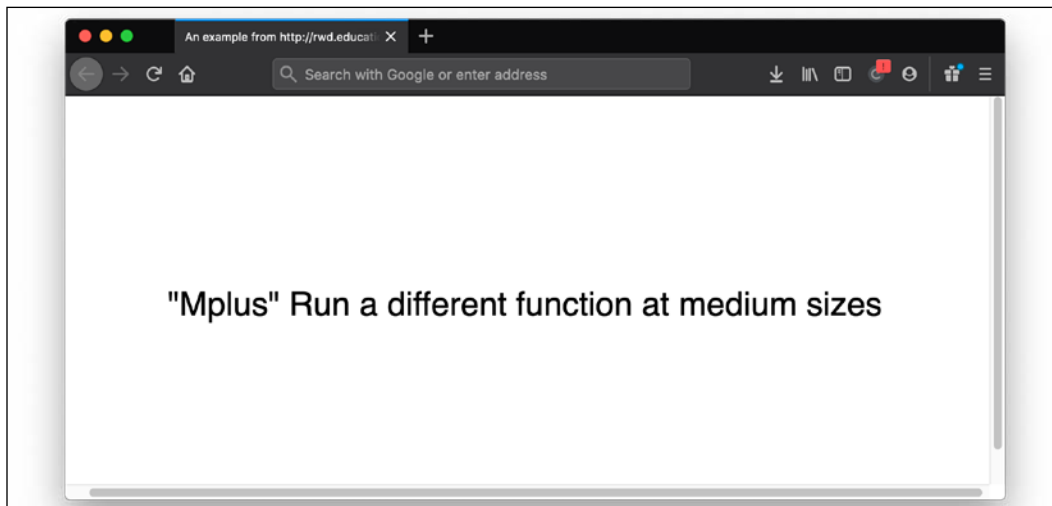 An example from http://rwd.educati
Search with Google or enter address
"Mplus" Run a different function at medium sizes